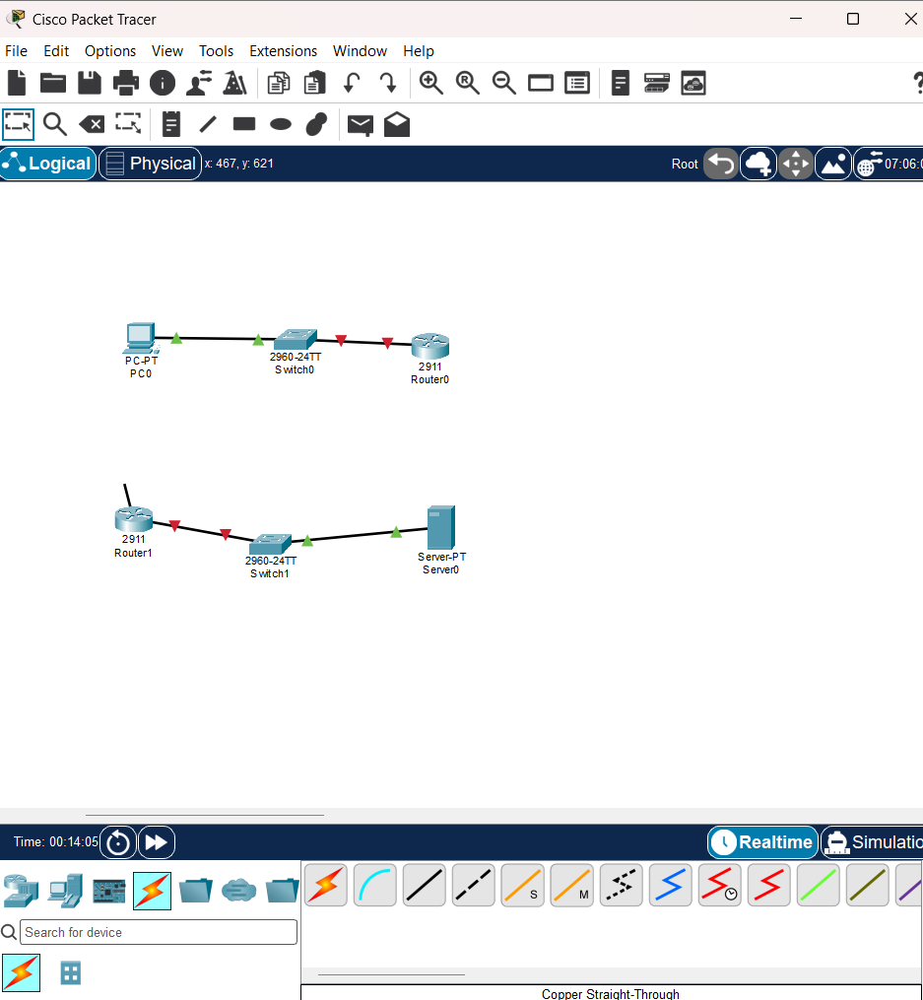 Cisco Packet Tracer
File Edit Options View Tools Extensions Window Help
Logical Physical x: 467, y: 621 Root 07:06:0
PC-PT
PC0
2960-24TT
Switch0
2911
Router0
2911
Router1
2960-24TT
Switch1
Server-PT
Server0
Time: 00:14:05 Realtime Simulatio
S M
Search for device
Copper Straight-Through